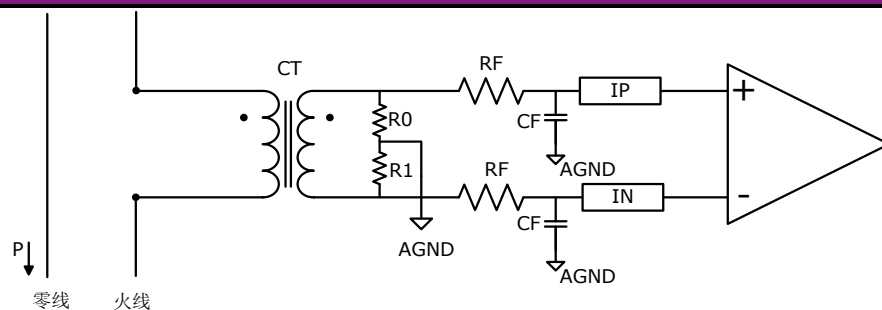 CT
RF
R0
CF
IP
+
AGND
R1
RF
IN
-
AGND
CF
AGND
P
零线
火线